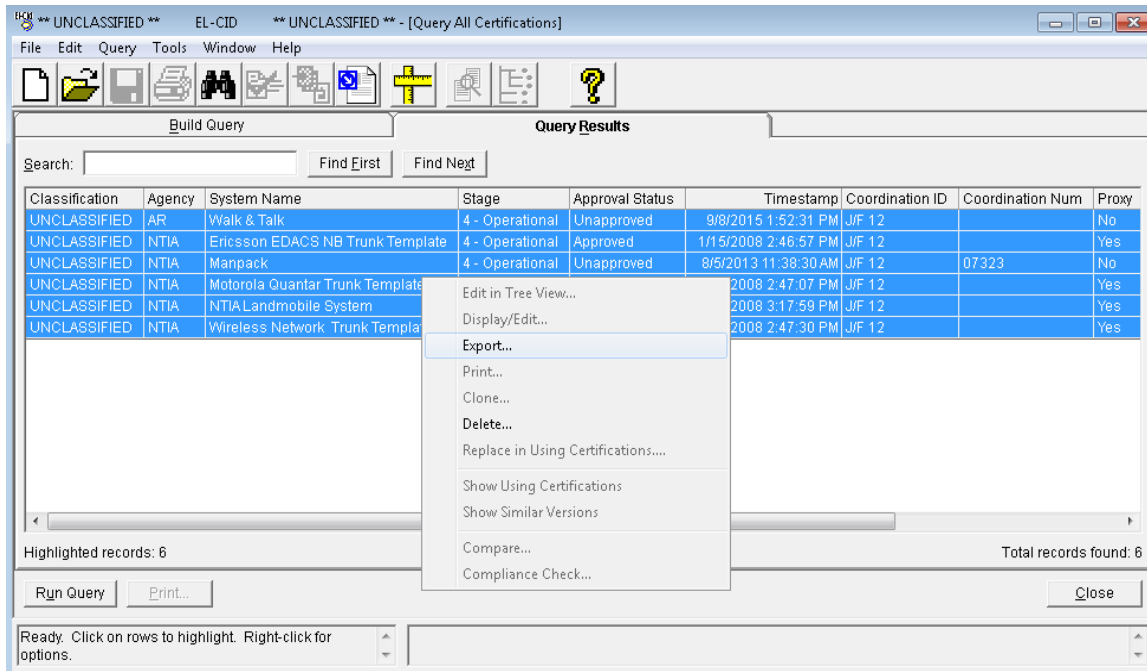 ** UNCLASSIFIED ** EL-CID ** UNCLASSIFIED ** - [Query All Certifications]
File Edit Query Tools Window Help
Build Query Query Results
Search: Find First Find Next
Classification Agency System Name Stage Approval Status Timestamp Coordination ID Coordination Num Proxy
UNCLASSIFIED AR Walk & Talk 4 - Operational Unapproved 9/8/2015 1:52:31 PM J/F 12 No
UNCLASSIFIED NTIA Ericsson EDACS NB Trunk Template 4 - Operational Approved 1/15/2008 2:46:57 PM J/F 12 Yes
UNCLASSIFIED NTIA Manpack 4 - Operational Unapproved 8/5/2013 11:38:30 AM J/F 12 07323 No
UNCLASSIFIED NTIA Motorola Quantar Trunk Template 2008 2:47:07 PM J/F 12 Yes
UNCLASSIFIED NTIA NTIA Landmobile System 2008 3:17:59 PM J/F 12 Yes
UNCLASSIFIED NTIA Wireless Network Trunk Templa 2008 2:47:30 PM J/F 12 Yes
Edit in Tree View...
Display/Edit...
Export...
Print...
Clone...
Delete...
Replace in Using Certifications....
Show Using Certifications
Show Similar Versions
Compare...
Compliance Check...
Highlighted records: 6 Total records found: 6
Run Query Print... Close
Ready. Click on rows to highlight. Right-click for
options.